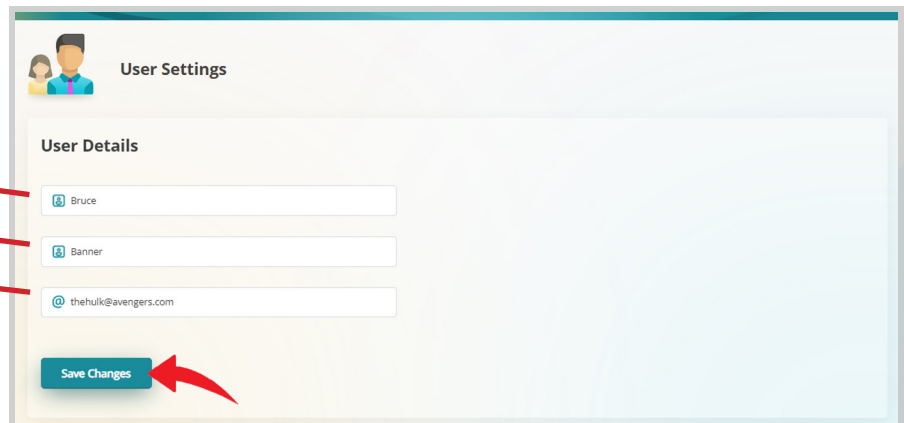 User Settings
User Details
Bruce
Banner
@ thehulk@avengers.com
Save Changes